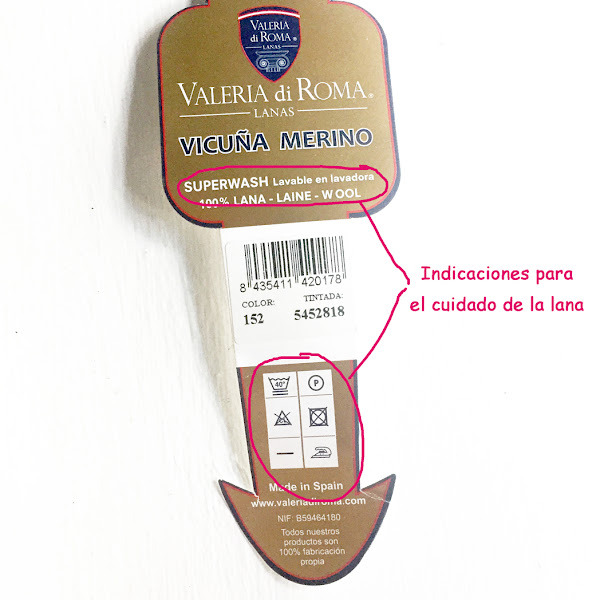 VALERIA
di ROMA®
LANAS
VALERIA di ROMA®
LANAS
VICUÑA MERINO
SUPERWASH Lavable en lavadora
100% LANA - LAINE - WOOL
8 435411 420178
COLOR: TINTADA:
152 5452818
Indicaciones para
el cuidado de la lana
40°
P
CL
Made in Spain
www.valeriadiroma.com
NIF: B59464180
Todos nuestros
productos son
100% fabricación
propia